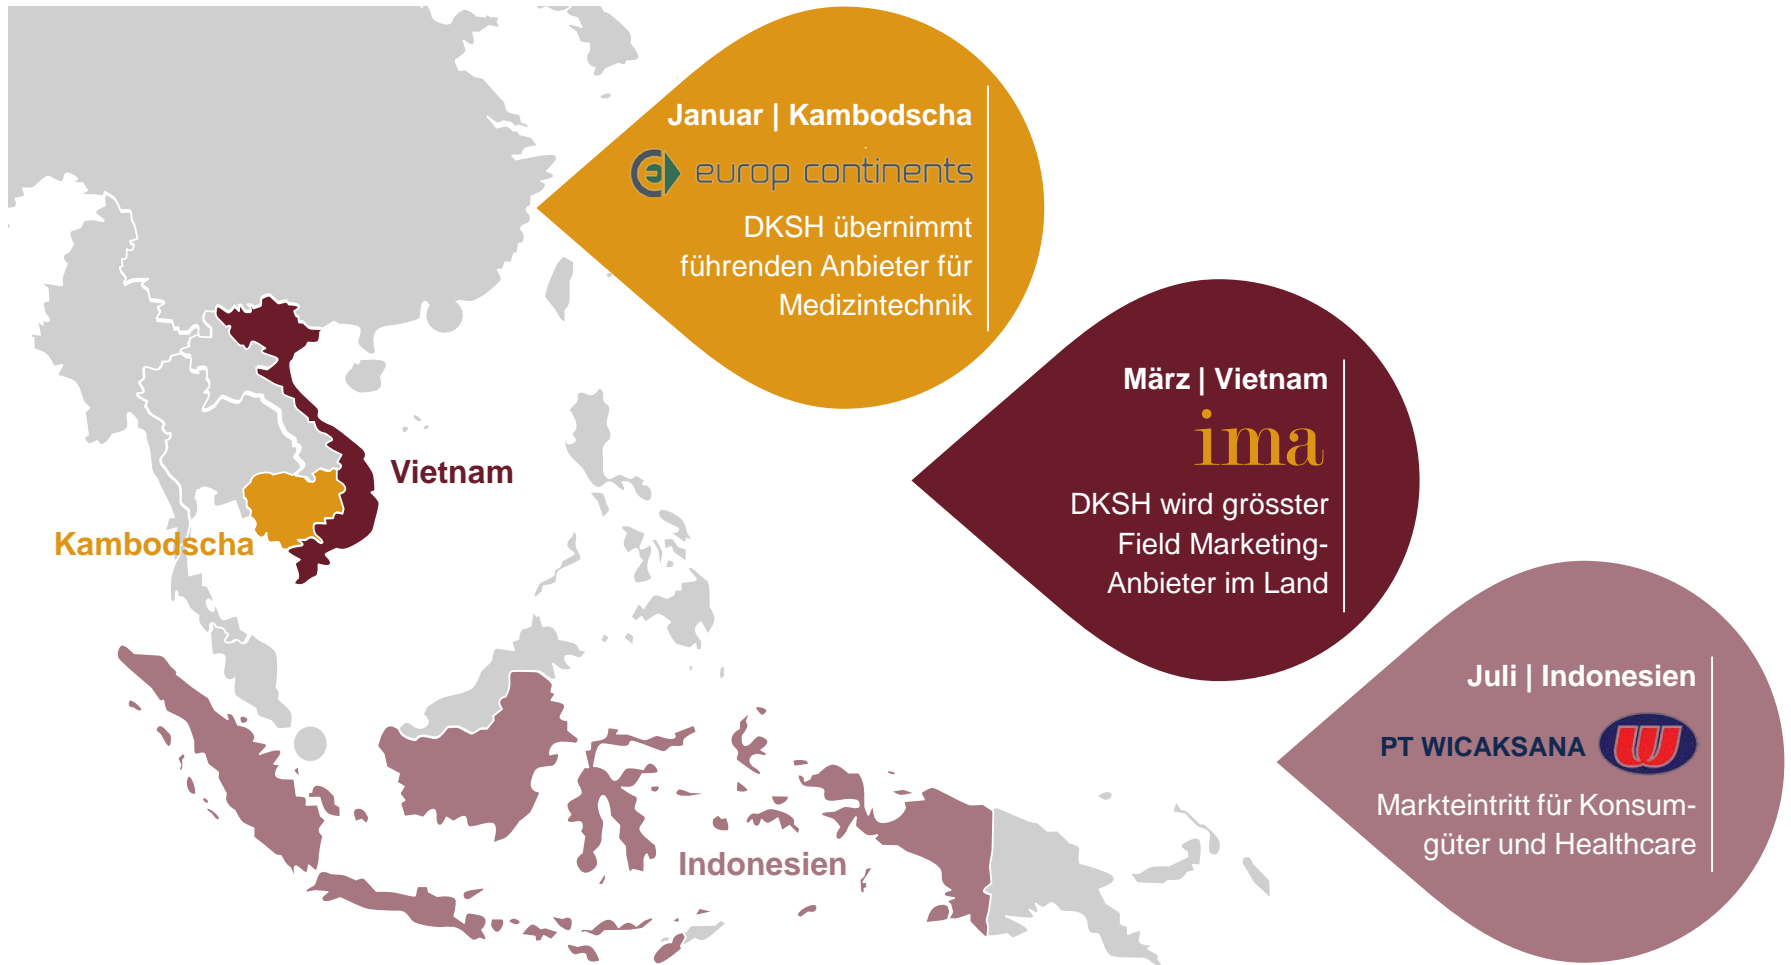 Januar | Kambodscha
europ continents
DKSH übernimmt
führenden Anbieter für
Medizintechnik
März | Vietnam
ima
DKSH wird grösster
Field Marketing-
Anbieter im Land
Vietnam
Kambodscha
Juli | Indonesien
PT WICAKSANA
Markteintritt für Konsum-
güter und Healthcare
Indonesien